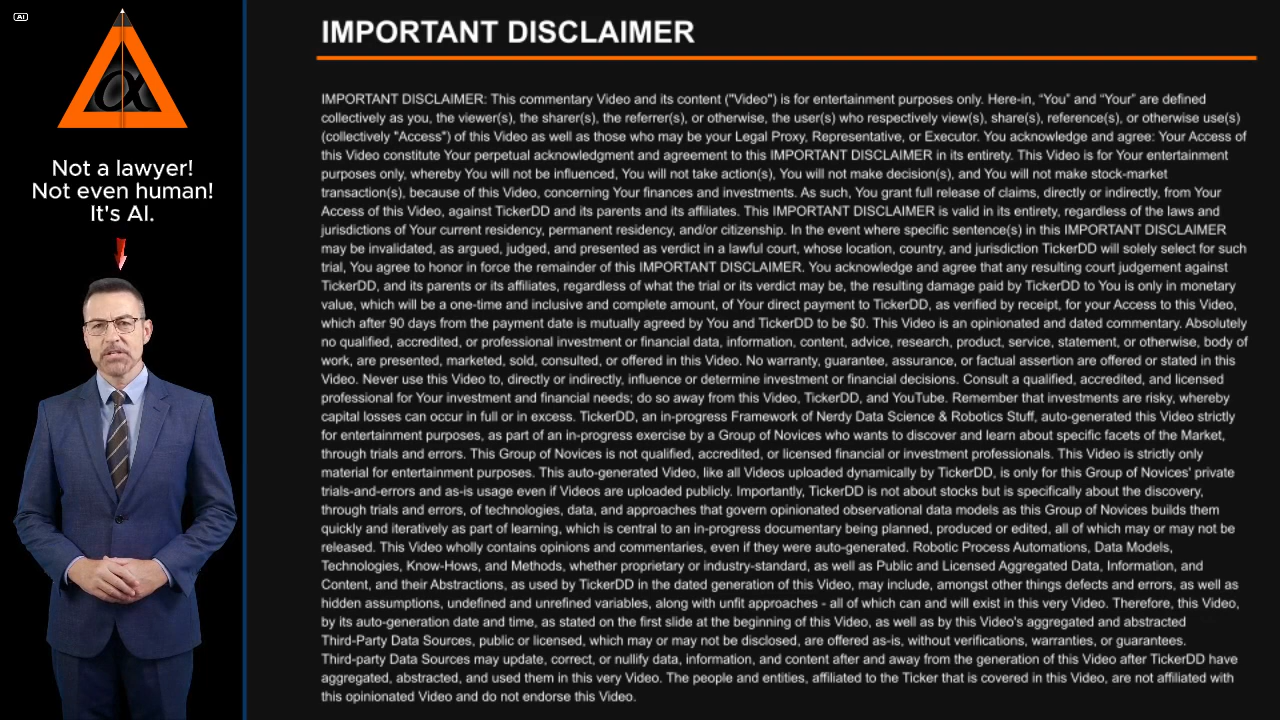 AI
α
Not a lawyer!
Not even human!
It's AI.
IMPORTANT DISCLAIMER
IMPORTANT DISCLAIMER: This commentary Video and its content ("Video") is for entertainment purposes only. Here-in, “You” and “Your” are defined
collectively as you, the viewer(s), the sharer(s), the referrer(s), or otherwise, the user(s) who respectively view(s), share(s), reference(s), or otherwise use(s)
(collectively "Access") of this Video as well as those who may be your Legal Proxy, Representative, or Executor. You acknowledge and agree: Your Access of
this Video constitute Your perpetual acknowledgment and agreement to this IMPORTANT DISCLAIMER in its entirety. This Video is for Your entertainment
purposes only, whereby You will not be influenced, You will not take action(s), You will not make decision(s), and You will not make stock-market
transaction(s), because of this Video, concerning Your finances and investments. As such, You grant full release of claims, directly or indirectly, from Your
Access of this Video, against TickerDD and its parents and its affiliates. This IMPORTANT DISCLAIMER is valid in its entirety, regardless of the laws and
jurisdictions of Your current residency, permanent residency, and/or citizenship. In the event where specific sentence(s) in this IMPORTANT DISCLAIMER
may be invalidated, as argued, judged, and presented as verdict in a lawful court, whose location, country, and jurisdiction TickerDD will solely select for such
trial, You agree to honor in force the remainder of this IMPORTANT DISCLAIMER. You acknowledge and agree that any resulting court judgement against
TickerDD, and its parents or its affiliates, regardless of what the trial or its verdict may be, the resulting damage paid by TickerDD to You is only in monetary
value, which will be a one-time and inclusive and complete amount, of Your direct payment to TickerDD, as verified by receipt, for your Access to this Video,
which after 90 days from the payment date is mutually agreed by You and TickerDD to be $0. This Video is an opinionated and dated commentary. Absolutely
no qualified, accredited, or professional investment or financial data, information, content, advice, research, product, service, statement, or otherwise, body of
work, are presented, marketed, sold, consulted, or offered in this Video. No warranty, guarantee, assurance, or factual assertion are offered or stated in this
Video. Never use this Video to, directly or indirectly, influence or determine investment or financial decisions. Consult a qualified, accredited, and licensed
professional for Your investment and financial needs; do so away from this Video, TickerDD, and YouTube. Remember that investments are risky, whereby
capital losses can occur in full or in excess. TickerDD, an in-progress Framework of Nerdy Data Science & Robotics Stuff, auto-generated this Video strictly
for entertainment purposes, as part of an in-progress exercise by a Group of Novices who wants to discover and learn about specific facets of the Market,
through trials and errors. This Group of Novices is not qualified, accredited, or licensed financial or investment professionals. This Video is strictly only
material for entertainment purposes. This auto-generated Video, like all Videos uploaded dynamically by TickerDD, is only for this Group of Novices' private
trials-and-errors and as-is usage even if Videos are uploaded publicly. Importantly, TickerDD is not about stocks but is specifically about the discovery,
through trials and errors, of technologies, data, and approaches that govern opinionated observational data models as this Group of Novices builds them
quickly and iteratively as part of learning, which is central to an in-progress documentary being planned, produced or edited, all of which may or may not be
released. This Video wholly contains opinions and commentaries, even if they were auto-generated. Robotic Process Automations, Data Models,
Technologies, Know-Hows, and Methods, whether proprietary or industry-standard, as well as Public and Licensed Aggregated Data, Information, and
Content, and their Abstractions, as used by TickerDD in the dated generation of this Video, may include, amongst other things defects and errors, as well as
hidden assumptions, undefined and unrefined variables, along with unfit approaches - all of which can and will exist in this very Video. Therefore, this Video,
by its auto-generation date and time, as stated on the first slide at the beginning of this Video, as well as by this Video's aggregated and abstracted
Third-Party Data Sources, public or licensed, which may or may not be disclosed, are offered as-is, without verifications, warranties, or guarantees.
Third-party Data Sources may update, correct, or nullify data, information, and content after and away from the generation of this Video after TickerDD have
aggregated, abstracted, and used them in this very Video. The people and entities, affiliated to the Ticker that is covered in this Video, are not affiliated with
this opinionated Video and do not endorse this Video.